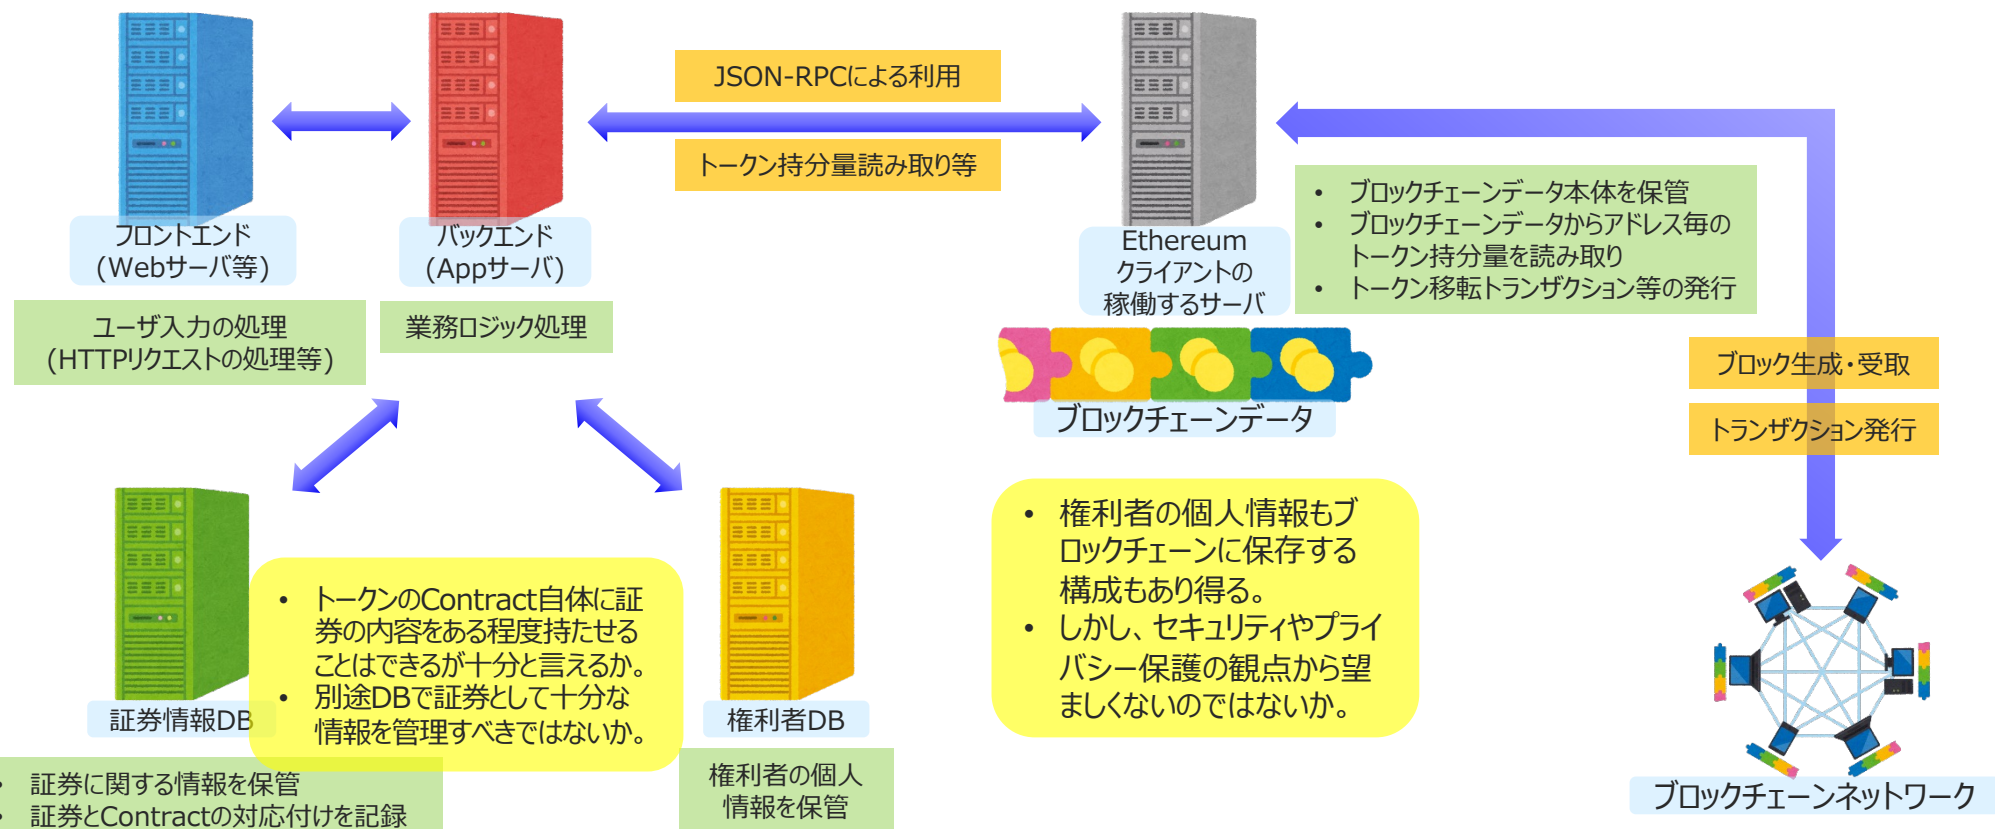 JSON-RPCによる利用
トークン持分量読み取り等
フロントエンド
(Webサーバ等)
バックエンド
(Appサーバ)
Ethereum
クライアントの
稼働するサーバ
• ブロックチェーンデータ本体を保管
• ブロックチェーンデータからアドレス毎の
トークン持分量を読み取り
• トークン移転トランザクション等の発行
ユーザ入力の処理
(HTTPリクエストの処理等)
業務ロジック処理
ブロックチェーンデータ
ブロック生成・受取
トランザクション発行
• トークンのContract自体に証
券の内容をある程度持たせる
ことはできるが十分と言えるか。
• 別途DBで証券として十分な
情報を管理すべきではないか。
• 権利者の個人情報もブ
ロックチェーンに保存する
構成もあり得る。
• しかし、セキュリティやプライ
バシー保護の観点から望
ましくないのではないか。
証券情報DB
権利者DB
• 証券に関する情報を保管
• 証券とContractの対応付けを記録
権利者の個人
情報を保管
ブロックチェーンネットワーク